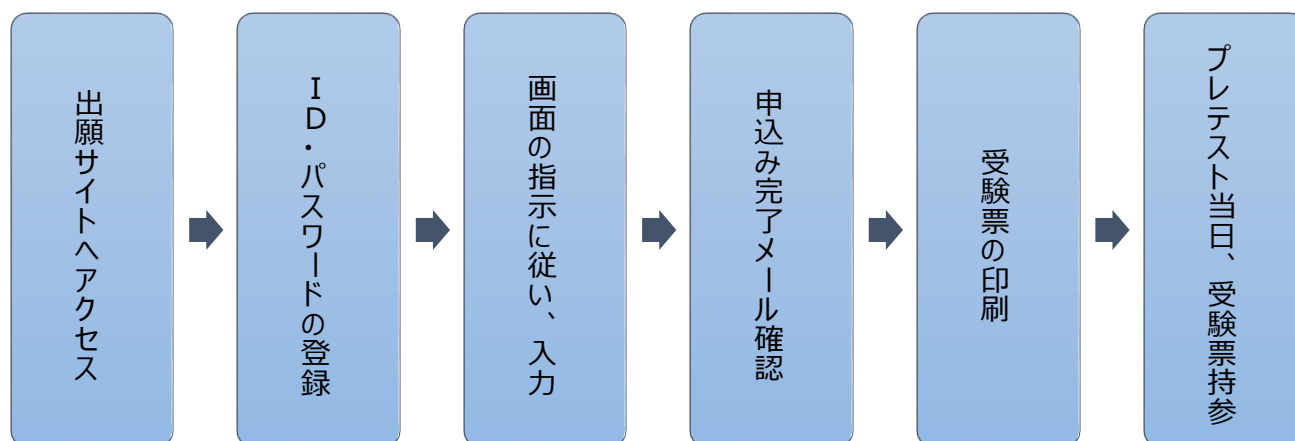 出願サイトへアクセス
ＩＤ・パスワードの登録
画面の指示に従い、入力
申込み完了メール確認
受験票の印刷
プレテスト当日、受験票持参